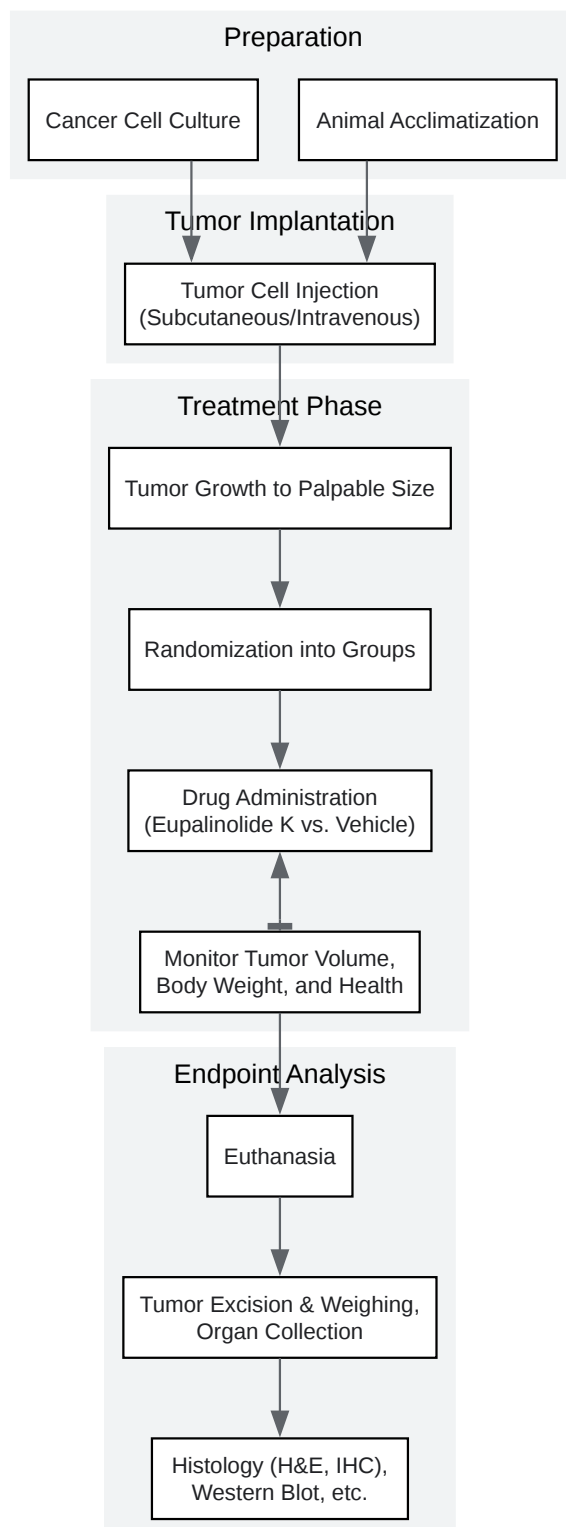 Preparation
Cancer Cell Culture
Animal Acclimatization
Tumor Implantation
Tumor Cell Injection
(Subcutaneous/Intravenous)
Treatment Phase
Tumor Growth to Palpable Size
Randomization into Groups
Drug Administration
(Eupalinolide K vs. Vehicle)
Monitor Tumor Volume,
Body Weight, and Health
Endpoint Analysis
Euthanasia
Tumor Excision & Weighing,
Organ Collection
Histology (H&E, IHC),
Western Blot, etc.